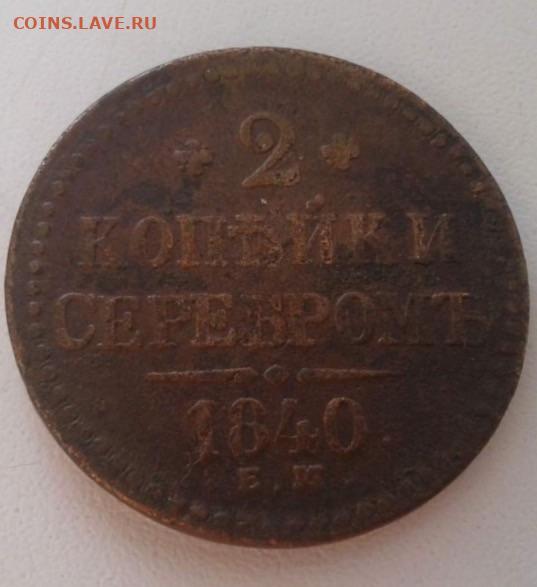 COINS.LAVE.RU
2
КОПѢЙКИ
СЕРЕБРОМЪ
1840.
Е.М.